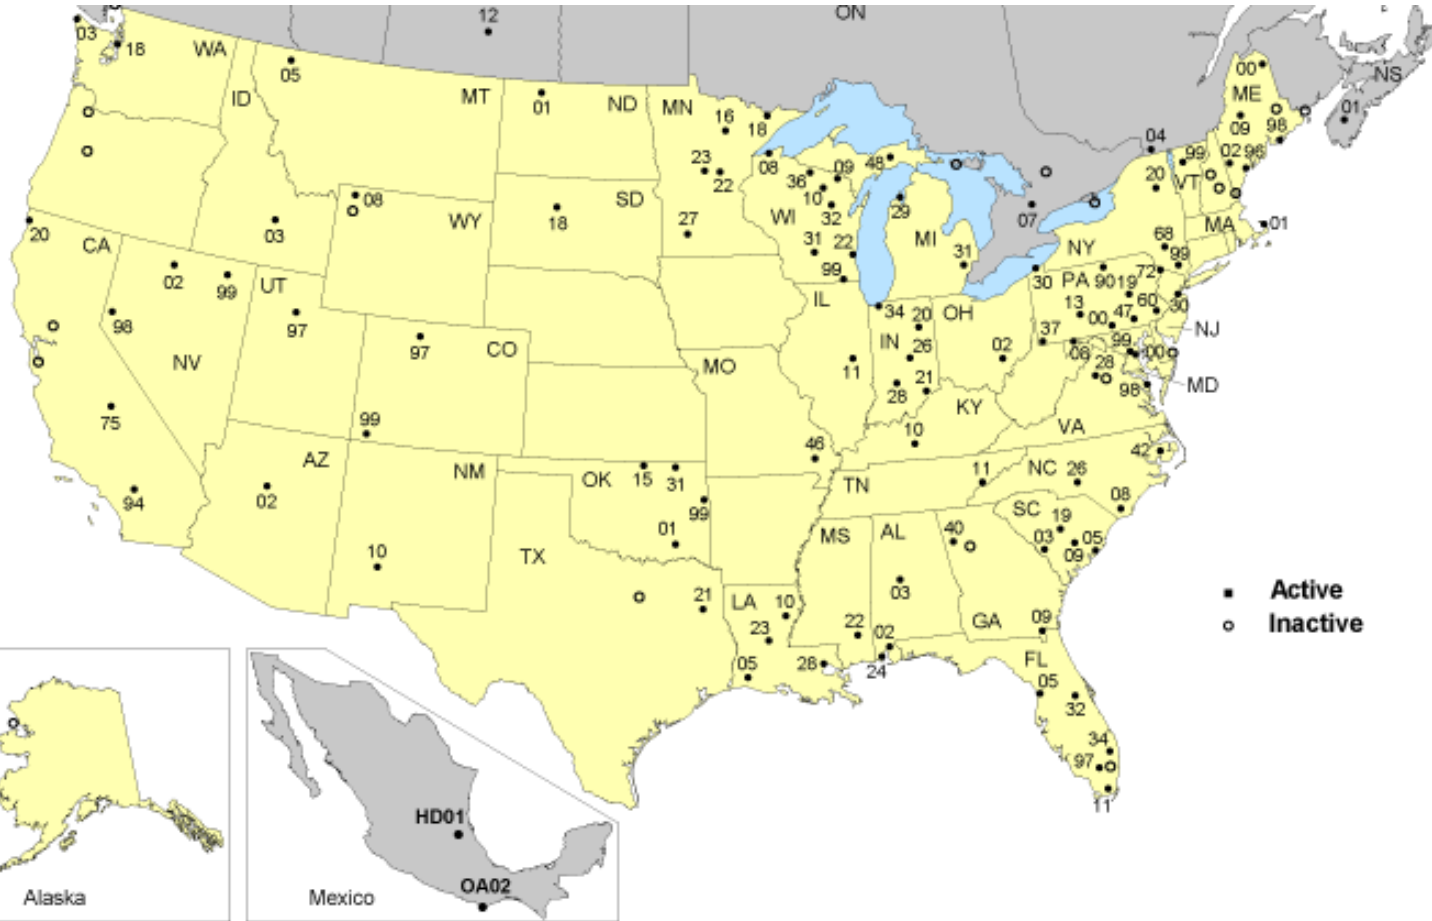 ON
12
03
18
WA
05
ID
MT
01
ND
MN
16
18
NS
00
ME
01
09
98
04
99
02
96
VT
20
23
22
08
48
09
36
10
32
WI
29
MI
07
MA
01
08
WY
18
SD
27
31
22
99
31
NY
68
99
72
20
CA
03
02
99
UT
98
97
NV
97
CO
IL
34
20
OH
IN
26
02
30
PA
90
19
13
00
47
60
30
NJ
37
08
99
00
28
98
MD
MO
11
28
21
KY
VA
75
99
46
10
42
94
AZ
02
NM
OK
15
31
99
01
TN
11
NC
26
08
SC
19
03
09
05
10
TX
MS
AL
40
03
21
LA
10
23
05
28
22
02
24
GA
09
FL
05
32
34
97
11
Active
Inactive
HD01
OA02
Alaska
Mexico